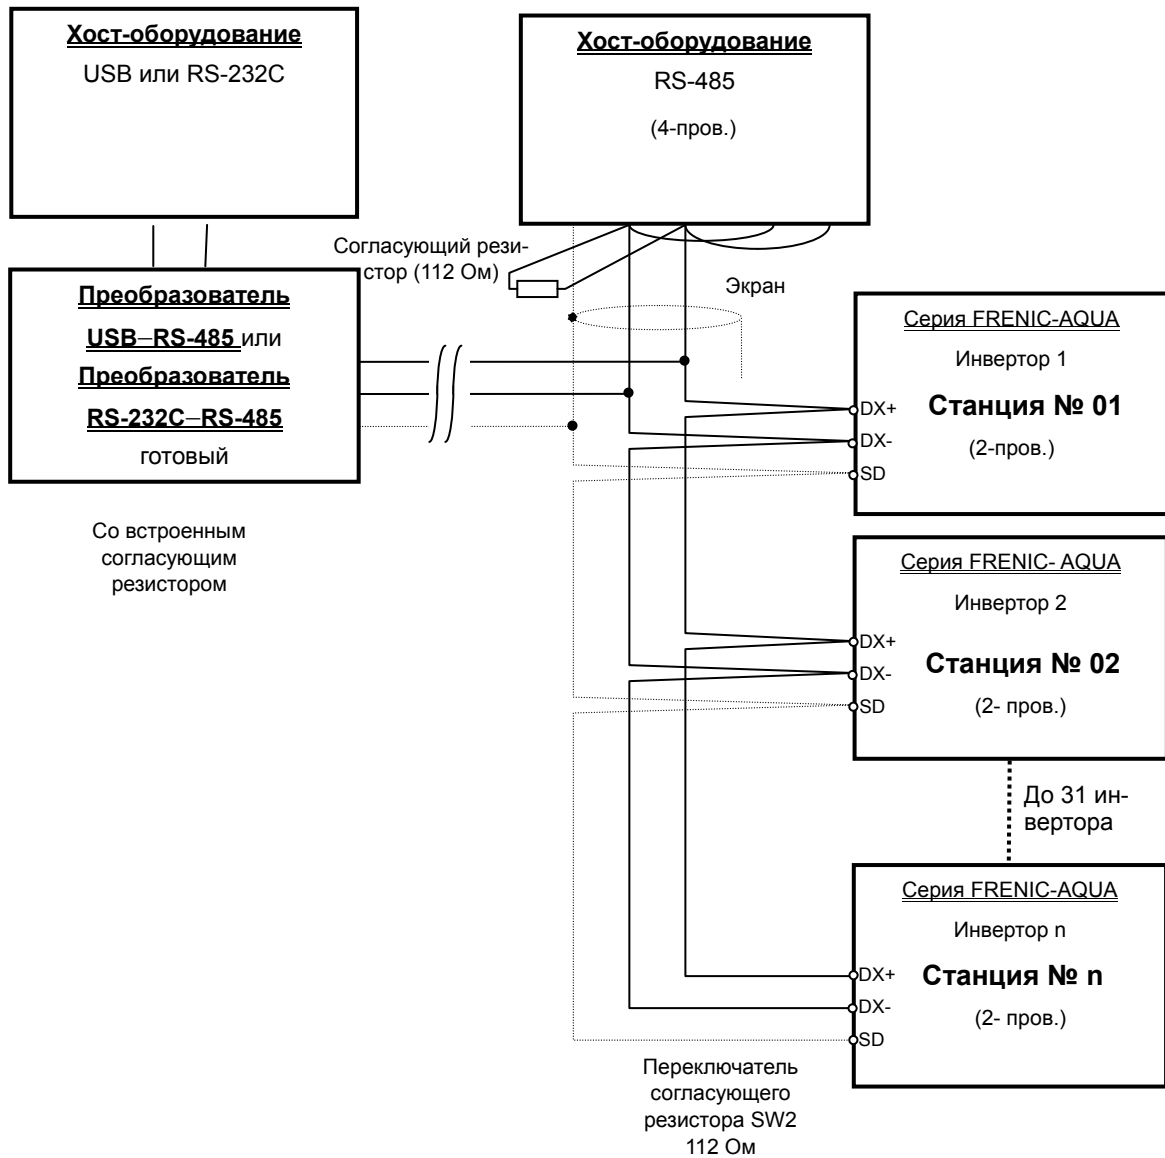 Хост-оборудование
USB или RS-232C
Хост-оборудование
RS-485
(4-пров.)
Согласующий рези-
стор (112 Ом)
Экран
Преобразователь
USB–RS-485 или
Преобразователь
RS-232C–RS-485
готовый
Со встроенным
согласующим
резистором
Серия FRENIC-AQUA
Инвертор 1
Станция № 01
(2-пров.)
DX+
DX-
SD
Серия FRENIC- AQUA
Инвертор 2
Станция № 02
(2- пров.)
DX+
DX-
SD
До 31 ин-
вертора
Серия FRENIC-AQUA
Инвертор n
Станция № n
(2- пров.)
DX+
DX-
SD
Переключатель
согласующего
резистора SW2
112 Ом